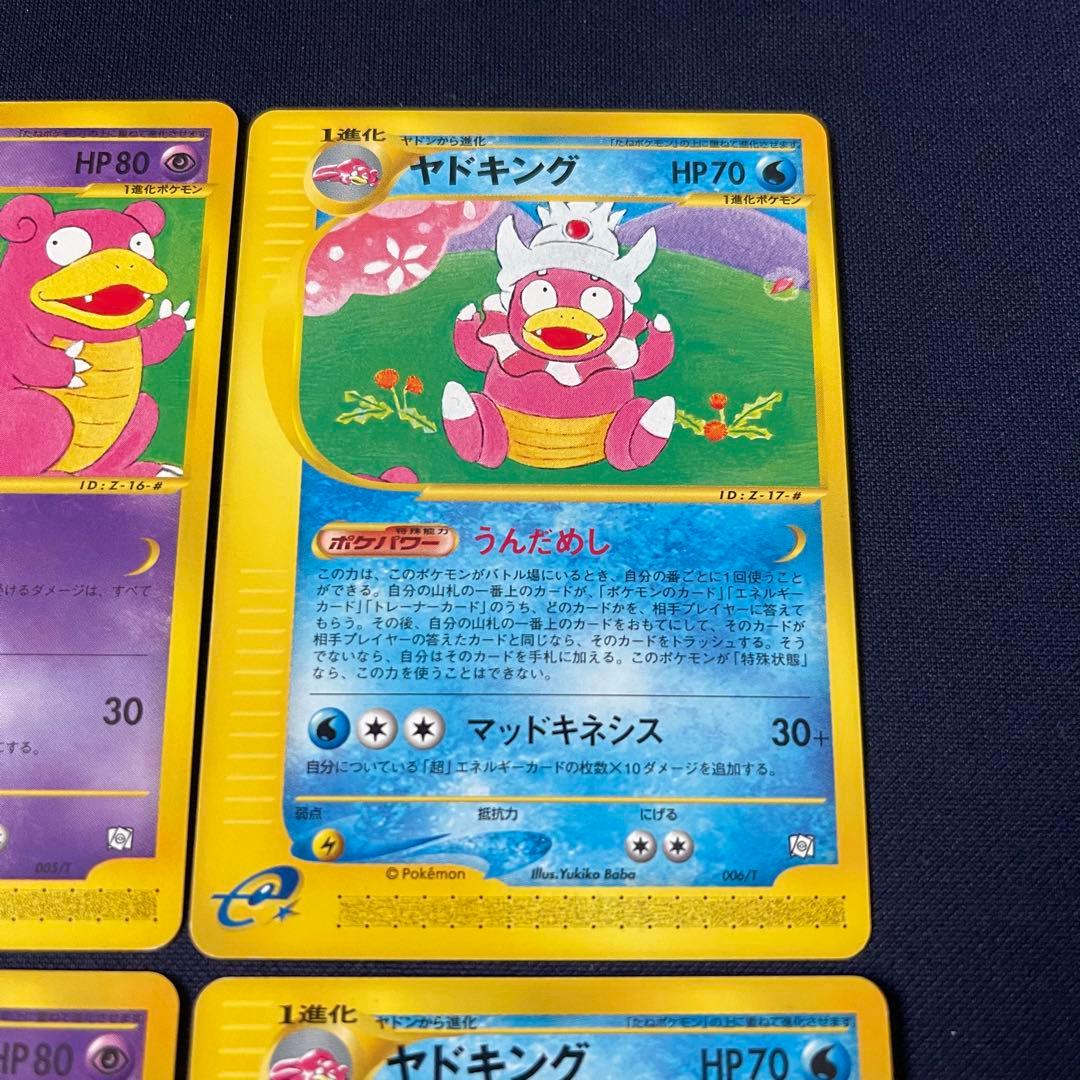 「たねポケモン」の上に重ねて進化させます
HP80
1進化ポケモン
ID:Z-16-#
けるダメージは、すべて
30
にする。
005/T
1進化
ヤドンから進化
「たねポケモン」の上に重ねて進化させます
ヤドキング
HP70
1進化ポケモン
ID:Z-17-#
特殊能力
ポケパワー
うんだめし
この力は、このポケモンがバトル場にいるとき、自分の番ごとに1回使うこと
ができる。自分の山札の一番上のカードが、「ポケモンのカード」「エネルギー
カード」「トレーナーカード」のうち、どのカードかを、相手プレイヤーに答えて
もらう。その後、自分の山札の一番上のカードをおもてにして、そのカードが
相手プレイヤーの答えたカードと同じなら、そのカードをトラッシュする。そう
でないなら、自分はそのカードを手札に加える。このポケモンが「特殊状態」
なら、この力を使うことはできない。
マッドキネシス
30+
自分についている「超」エネルギーカードの枚数×10ダメージを追加する。
弱点
抵抗力
にげる
©Pokémon
Illus.Yukiko Baba
006/T
e
HP80
1進化
ヤドンから進化
「たねポケモン」の上に重ねて進化させます
ヤドキング
HP70